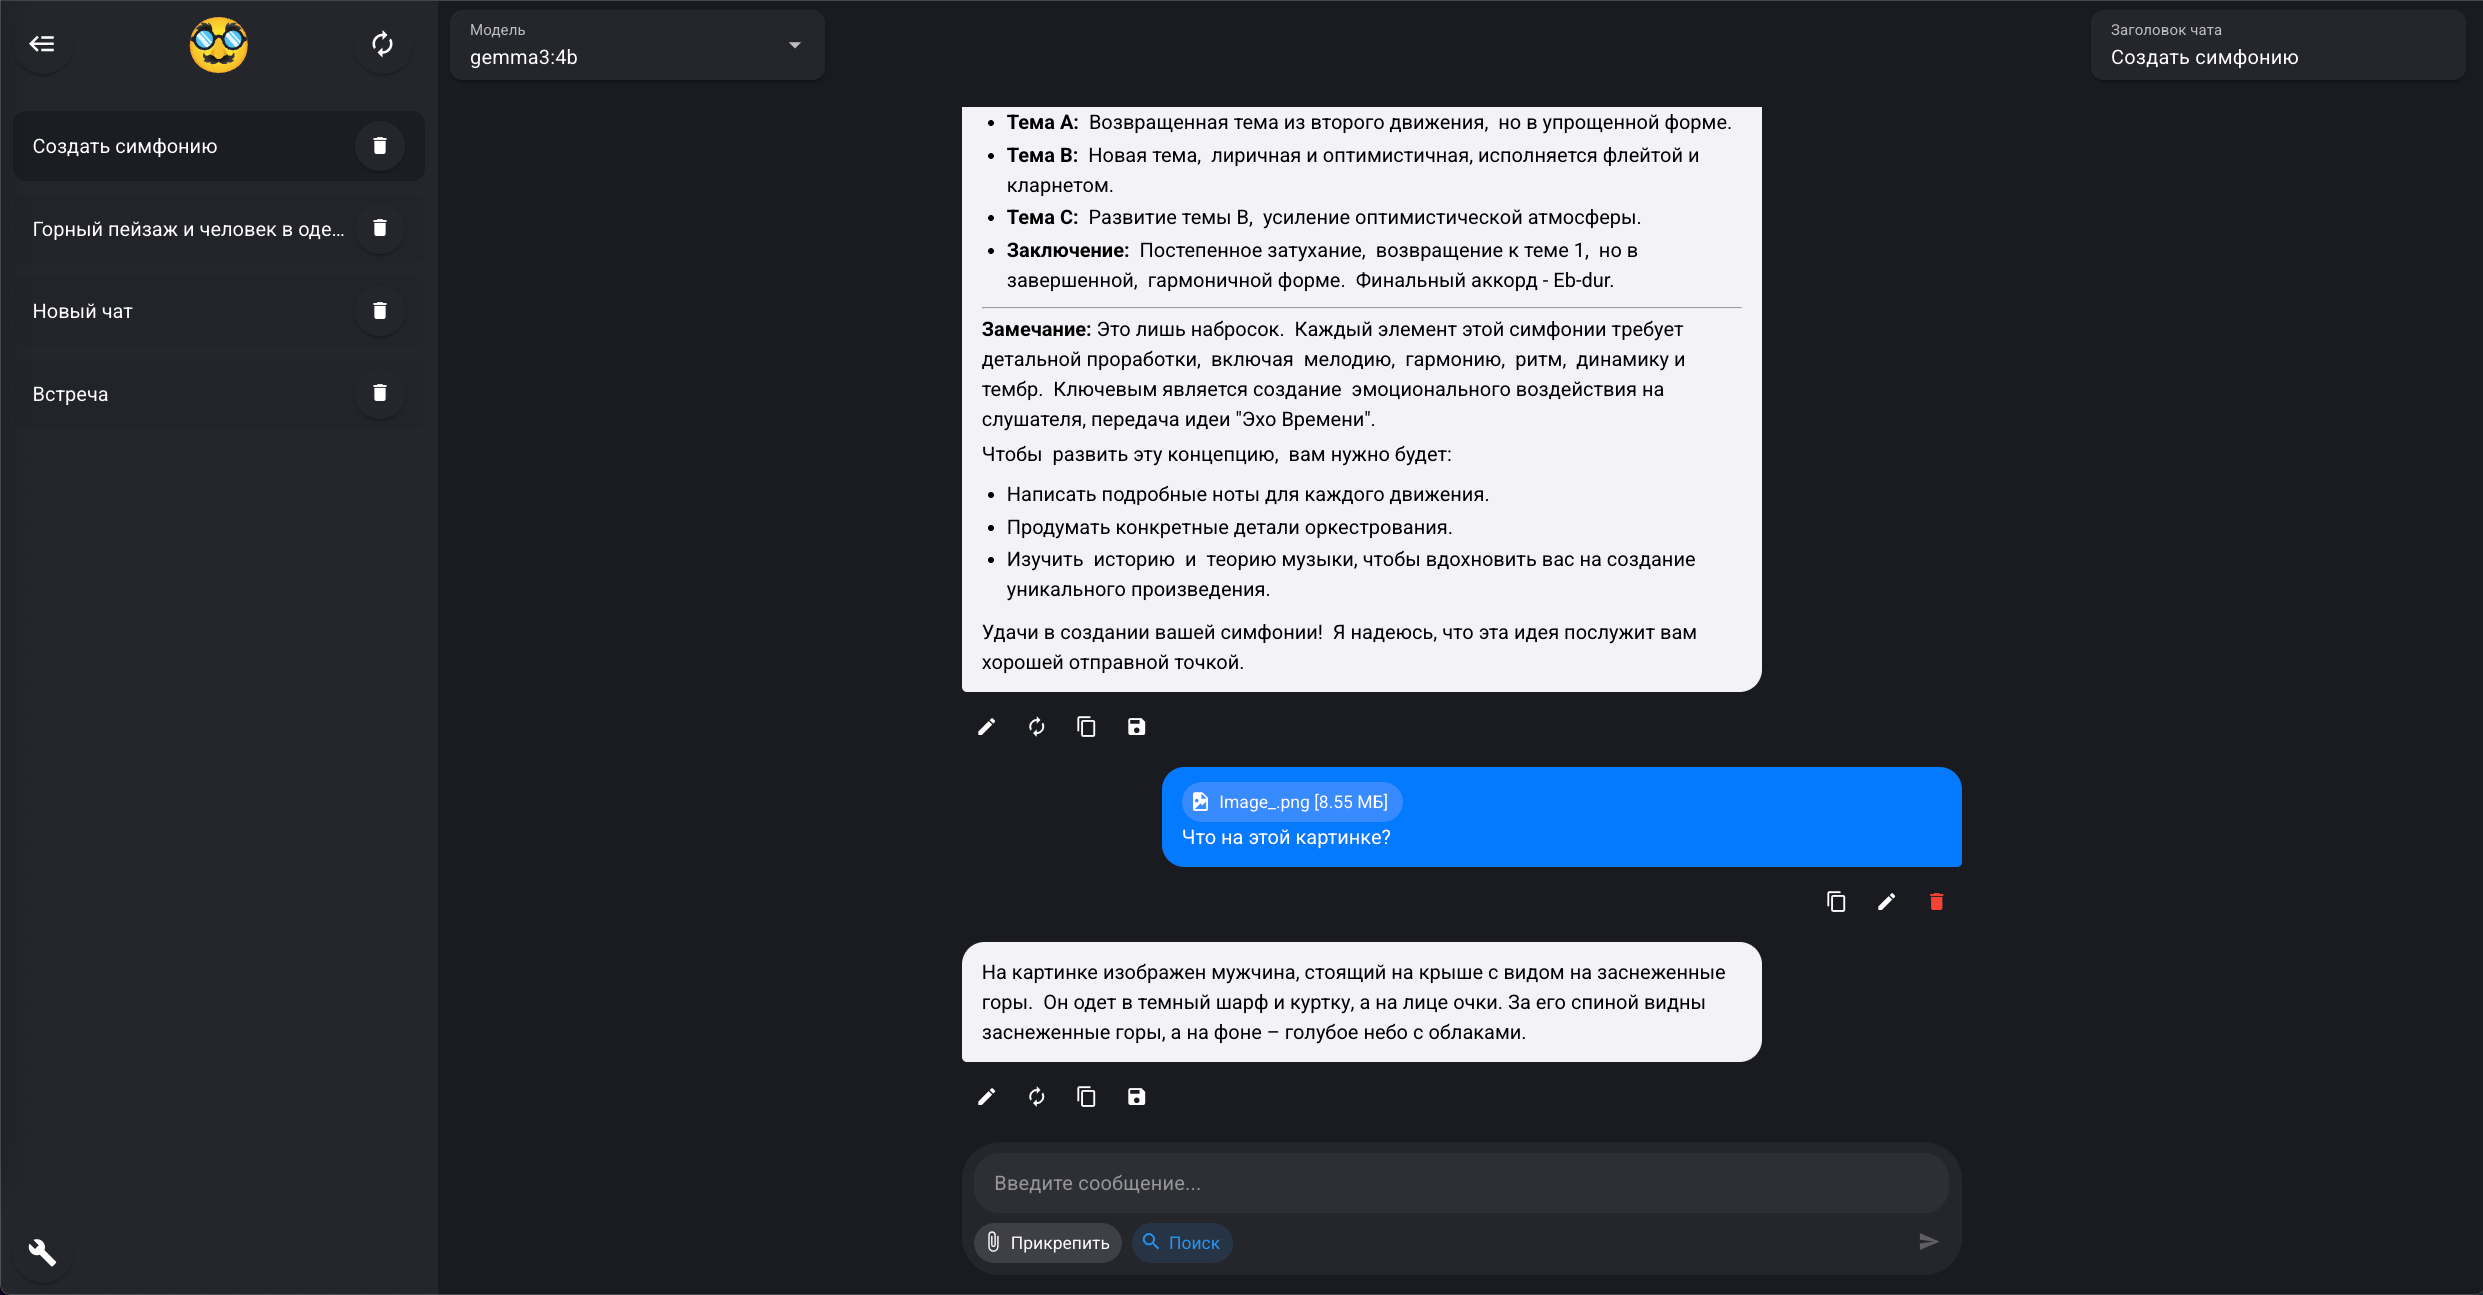 Модель
gemma3:4b
Заголовок чата
Создать симфонию
Создать симфонию
Горный пейзаж и человек в оде...
Новый чат
Встреча
• Тема A: Возвращенная тема из второго движения, но в упрощенной форме.
• Тема B: Новая тема, лиричная и оптимистичная, исполняется флейтой и
кларнетом.
• Тема C: Развитие темы B, усиление оптимистической атмосферы.
• Заключение: Постепенное затухание, возвращение к теме 1, но в
завершенной, гармоничной форме. Финальный аккорд - Eb-dur.
Замечание: Это лишь набросок. Каждый элемент этой симфонии требует
детальной проработки, включая мелодию, гармонию, ритм, динамику и
тембр. Ключевым является создание эмоционального воздействия на
слушателя, передача идеи "Эхо Времени".
Чтобы развить эту концепцию, вам нужно будет:
• Написать подробные ноты для каждого движения.
• Продумать конкретные детали оркестрования.
• Изучить историю и теорию музыки, чтобы вдохновить вас на создание
уникального произведения.
Удачи в создании вашей симфонии! Я надеюсь, что эта идея послужит вам
хорошей отправной точкой.
Image_.png [8.55 МБ]
Что на этой картинке?
На картинке изображен мужчина, стоящий на крыше с видом на заснеженные
горы. Он одет в темный шарф и куртку, а на лице очки. За его спиной видны
заснеженные горы, а на фоне – голубое небо с облаками.
Введите сообщение...
Прикрепить
Поиск